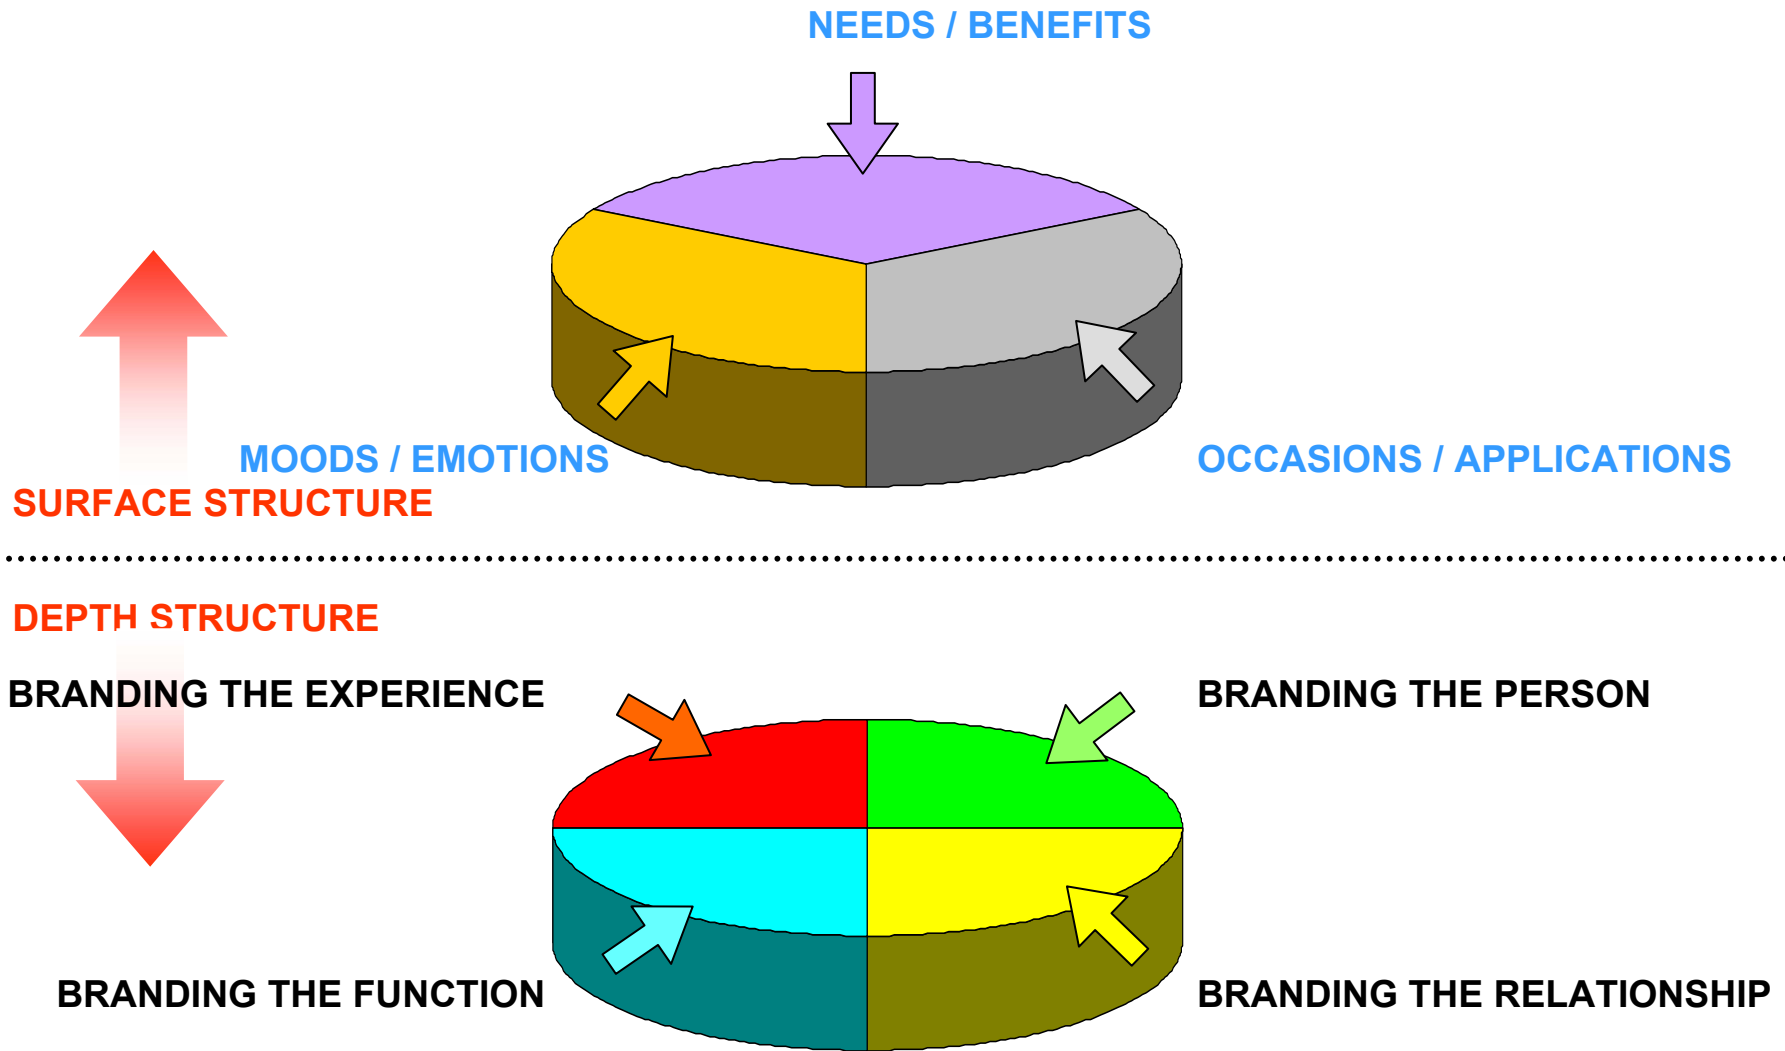 NEEDS / BENEFITS
MOODS / EMOTIONS
OCCASIONS / APPLICATIONS
SURFACE STRUCTURE
DEPTH STRUCTURE
BRANDING THE EXPERIENCE
BRANDING THE PERSON
BRANDING THE FUNCTION
BRANDING THE RELATIONSHIP